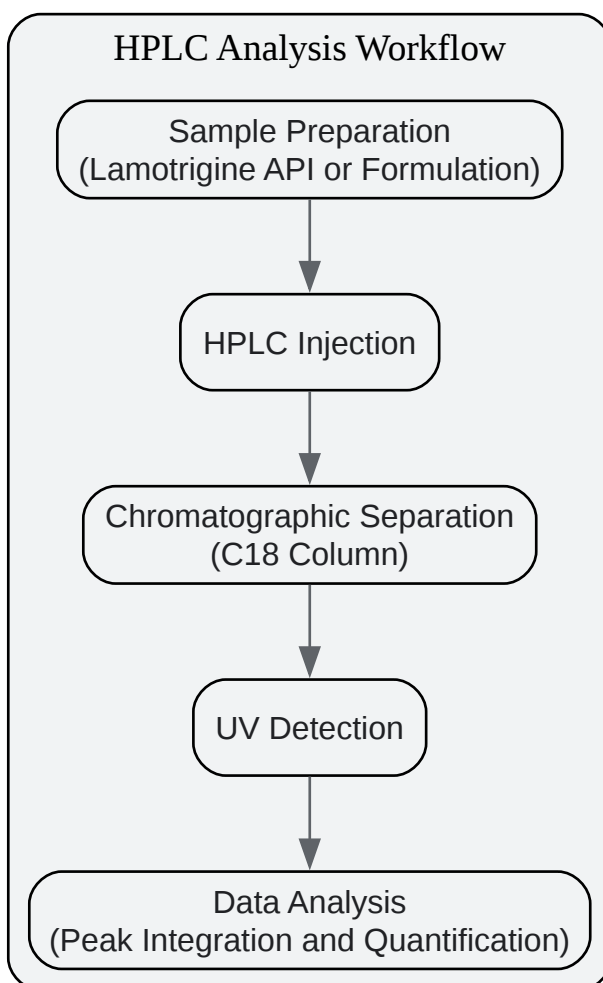 HPLC Analysis Workflow
Sample Preparation
(Lamotrigine API or Formulation)
HPLC Injection
Chromatographic Separation
(C18 Column)
UV Detection
Data Analysis
(Peak Integration and Quantification)